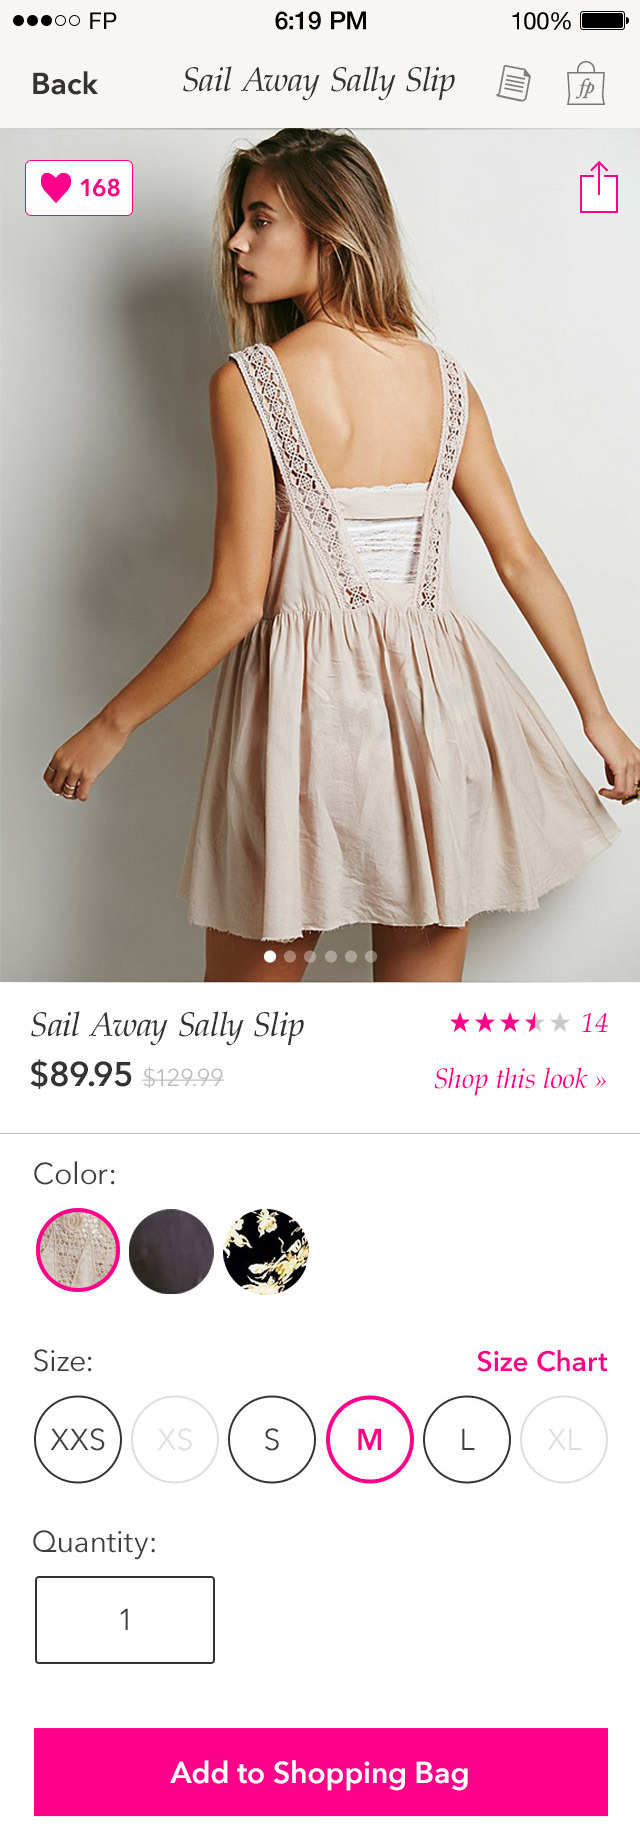 FP 6:19 PM 100%
Back Sail Away Sally Slip fp
168
Sail Away Sally Slip 14
$89.95 $129.99 Shop this look »
Color:
Size: Size Chart
XXS XS S M L XL
Quantity:
1
Add to Shopping Bag